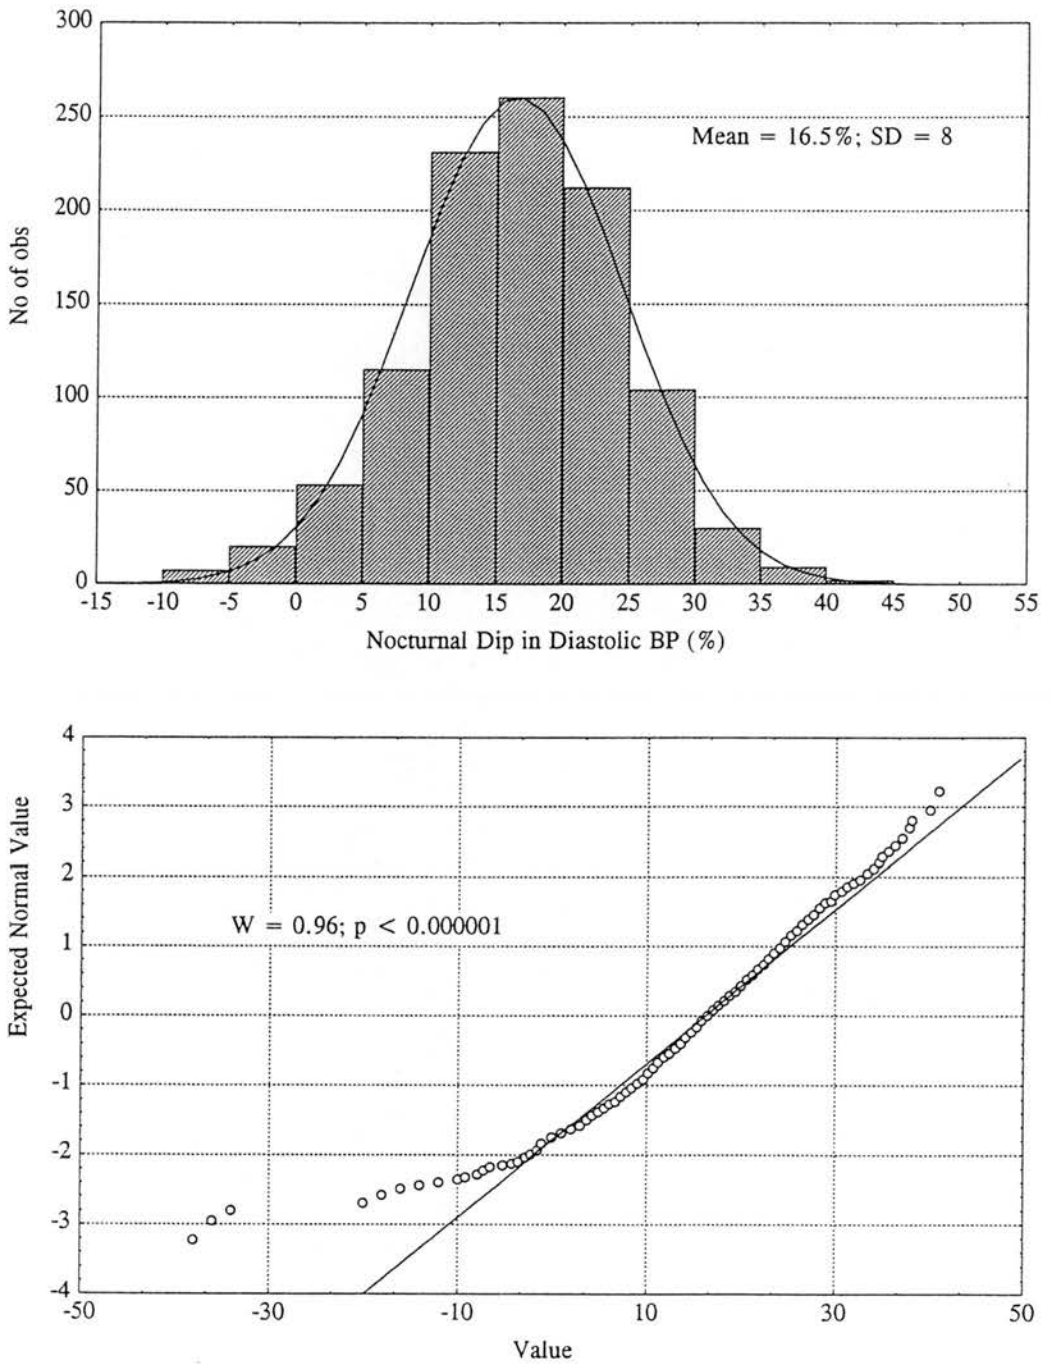 300
250
Mean = 16.5%; SD = 8
200
No of obs
150
100
50
0
-15 -10 -5 0 5 10 15 20 25 30 35 40 45 50 55
Nocturnal Dip in Diastolic BP (%)
4
3
2
W = 0.96; p < 0.000001
1
Expected Normal Value
0
-1
-2
-3
-4
-50 -30 -10 10 30 50
Value